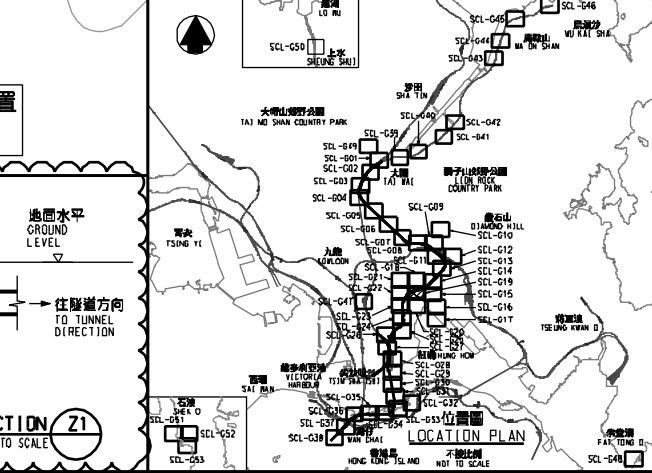 置
地面水平
GROUND
LEVEL
往隧道方向
TO TUNNEL
DIRECTION
Z1
TO SCALE
LO WU
SCL-G50
上水
SHEUNG SHUI
SCL-G46
SCL-G45
WU KAI SHA
SCL-G44
馬鞍山
MA ON SHAN
SCL-G43
沙田
SHA TIN
大帽山郊野公園
TAI MO SHAN COUNTRY PARK
SCL-G40
SCL-G42
SCL-G39
SCL-G41
SCL-G49
SCL-G01
SCL-G02
大圍
TAI WAI
獅子山郊野公園
LION ROCK
COUNTRY PARK
SCL-G03
SCL-G04
SCL-G05
SCL-G06
SCL-G07
SCL-G08
SCL-G09
鑽石山
DIAMOND HILL
SCL-G10
SCL-G11
SCL-G12
SCL-G13
SCL-G14
SCL-G19
SCL-G15
SCL-G16
SCL-G17
青衣
TSING YI
九龍
KOWLOON
SCL-G18
SCL-G21
SCL-G22
SCL-G47
SCL-G23
SCL-G24
SCL-G26
將軍澳
TSEUNG KWAN O
紅磡 HUNG HOM
SCL-G28
SCL-G29
SCL-G30
SCL-G31
SCL-G32
SCL-G33
SCL-G34
SCL-G35
SCL-G36
SCL-G37
SCL-G38
維多利亞港
VICTORIA
HARBOUR
尖沙咀
TSIM SHA TSUI
西環
SAI WAN
灣仔
WAN CHAI
香港島
HONG KONG ISLAND
石澳
SHEK O
SCL-G51
SCL-G52
SCL-G53
位置圖
LOCATION PLAN
不按比例
NOT TO SCALE
FAT TONG O
SCL-G48